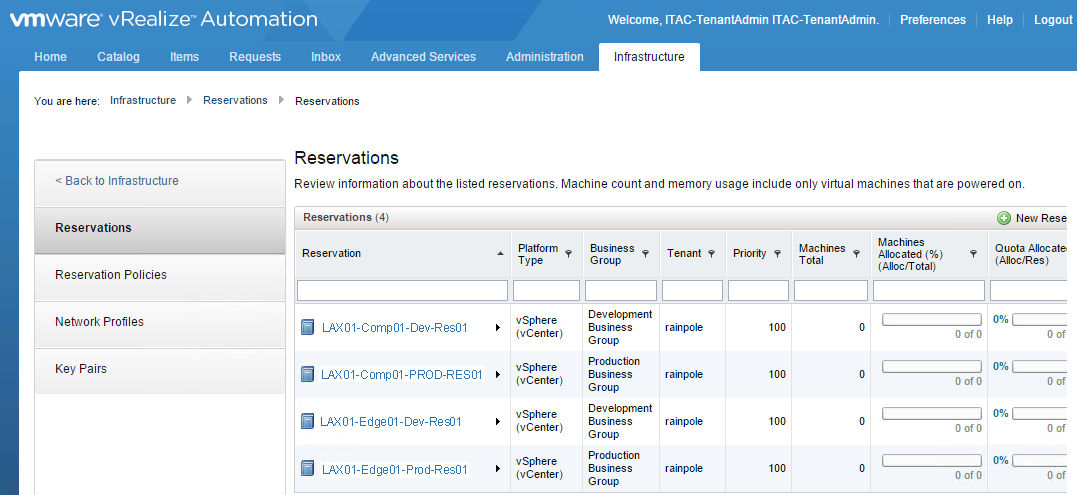 vmware® vRealize™ Automation
Welcome, ITAC-TenantAdmin ITAC-TenantAdmin. Preferences Help Logout
Home Catalog Items Requests Inbox Advanced Services Administration Infrastructure
You are here: Infrastructure Reservations Reservations
< Back to Infrastructure
Reservations
Reservation Policies
Network Profiles
Key Pairs
Reservations
Review information about the listed reservations. Machine count and memory usage include only virtual machines that are powered on.
Reservations (4) New Rese
Reservation
Platform
Type
Business
Group
Tenant
Priority
Machines
Total
Machines
Allocated (%)
(Alloc/Total)
Quota Allocated
(Alloc/Res)
LAX01-Comp01-Dev-Res01
vSphere
(vCenter)
Development
Business
Group
rainpole
100
0
0 of 0
0%
0 of
LAX01-Comp01-PROD-RES01
vSphere
(vCenter)
Production
Business
Group
rainpole
100
0
0 of 0
0%
0 of
LAX01-Edge01-Dev-Res01
vSphere
(vCenter)
Development
Business
Group
rainpole
100
0
0 of 0
0%
0 of
LAX01-Edge01-Prod-Res01
vSphere
(vCenter)
Production
Business
Group
rainpole
100
0
0 of 0
0%
0 of